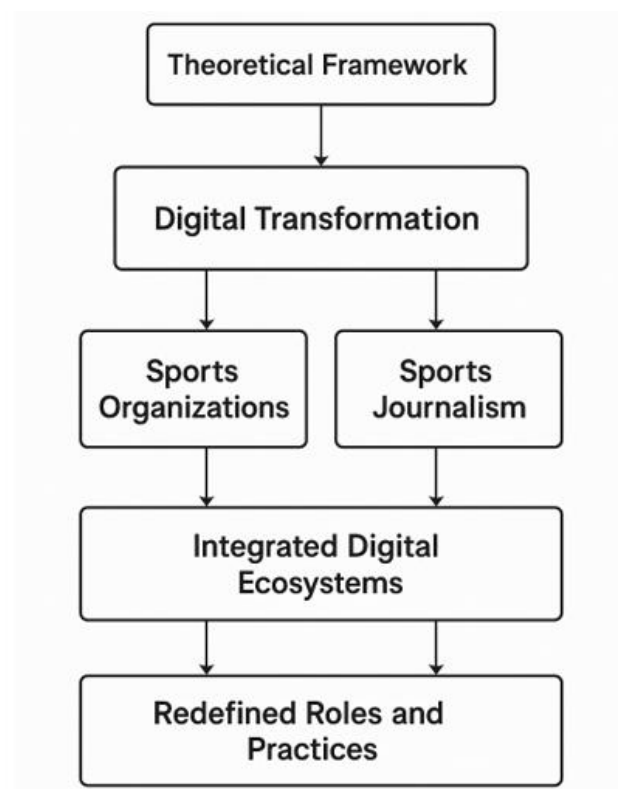 Theoretical Framework
Digital Transformation
Sports
Organizations
Sports
Journalism
Integrated Digital
Ecosystems
Redefined Roles and
Practices